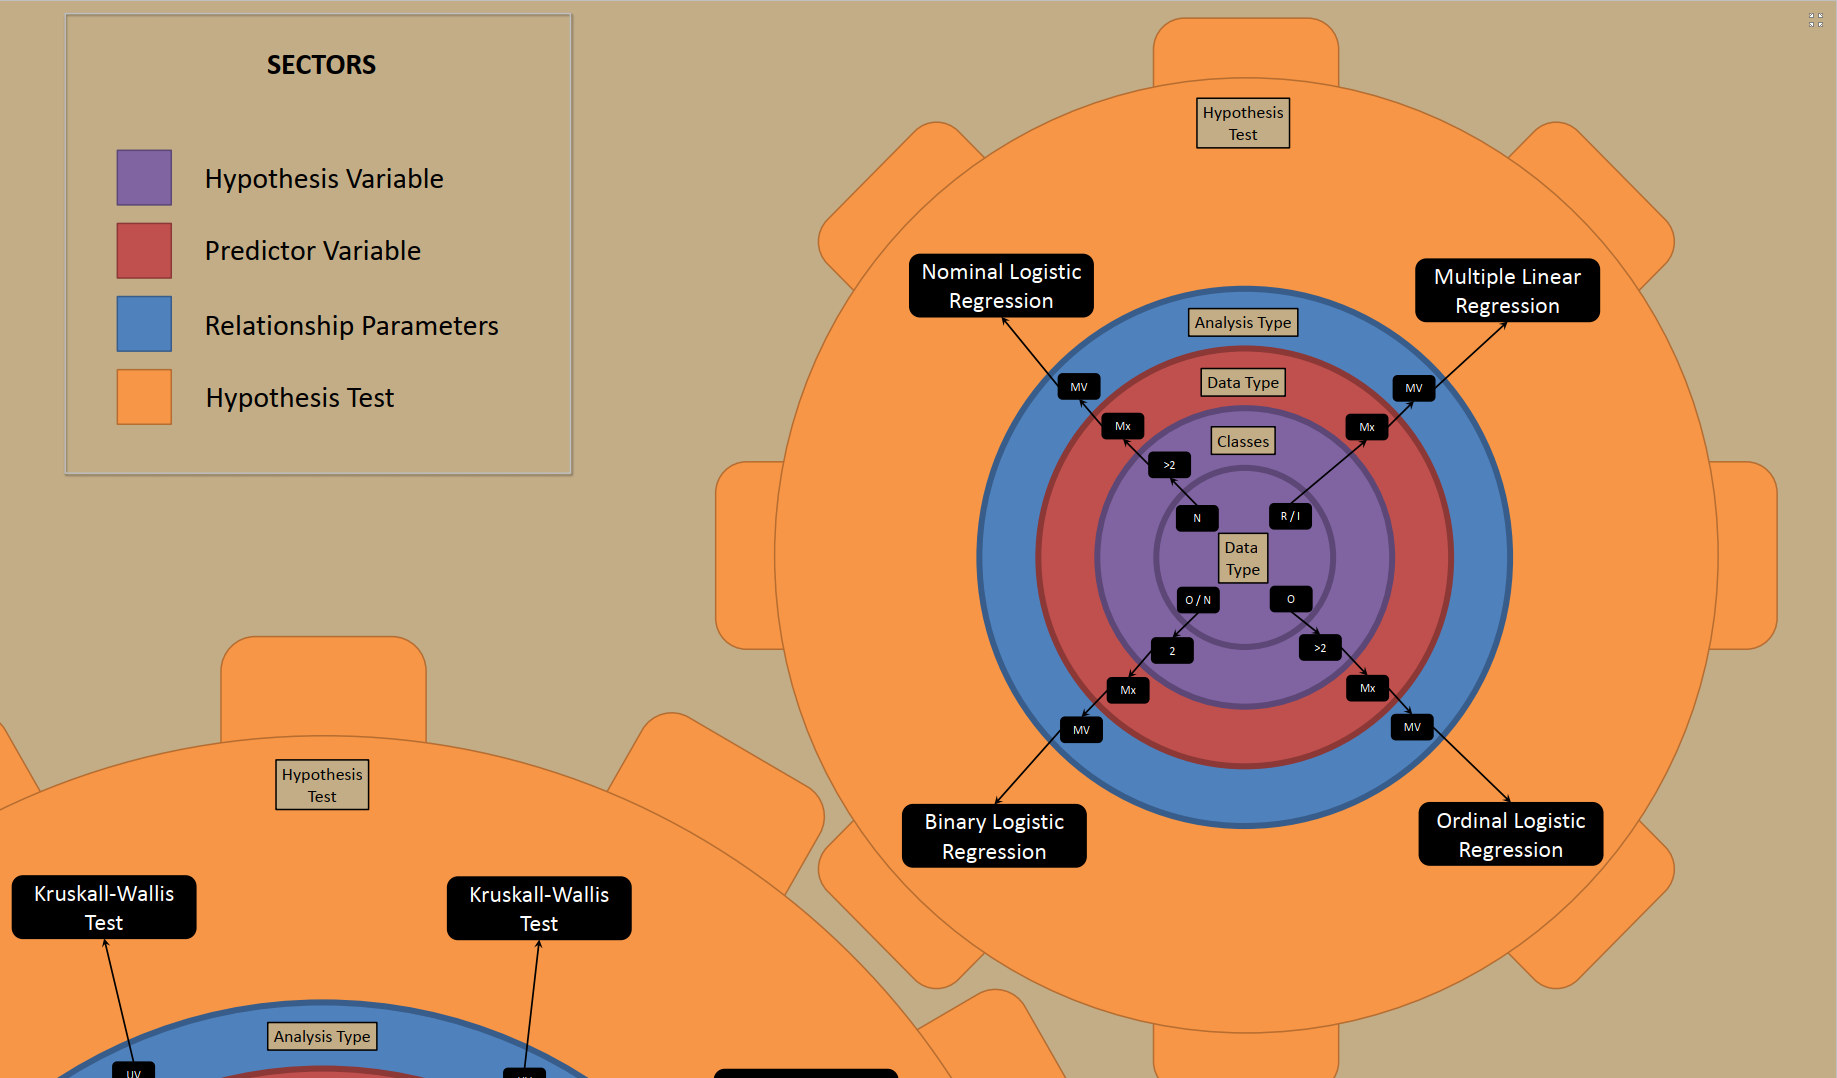 SECTORS
Hypothesis Variable
Predictor Variable
Relationship Parameters
Hypothesis Test
Hypothesis
Test
Nominal Logistic
Regression
Multiple Linear
Regression
Analysis Type
Data Type
MV
MV
Mx
Mx
Classes
>2
N
R / I
Data
Type
O / N
O
2
>2
Mx
Mx
MV
MV
Binary Logistic
Regression
Ordinal Logistic
Regression
Hypothesis
Test
Kruskall-Wallis
Test
Kruskall-Wallis
Test
Analysis Type
UV